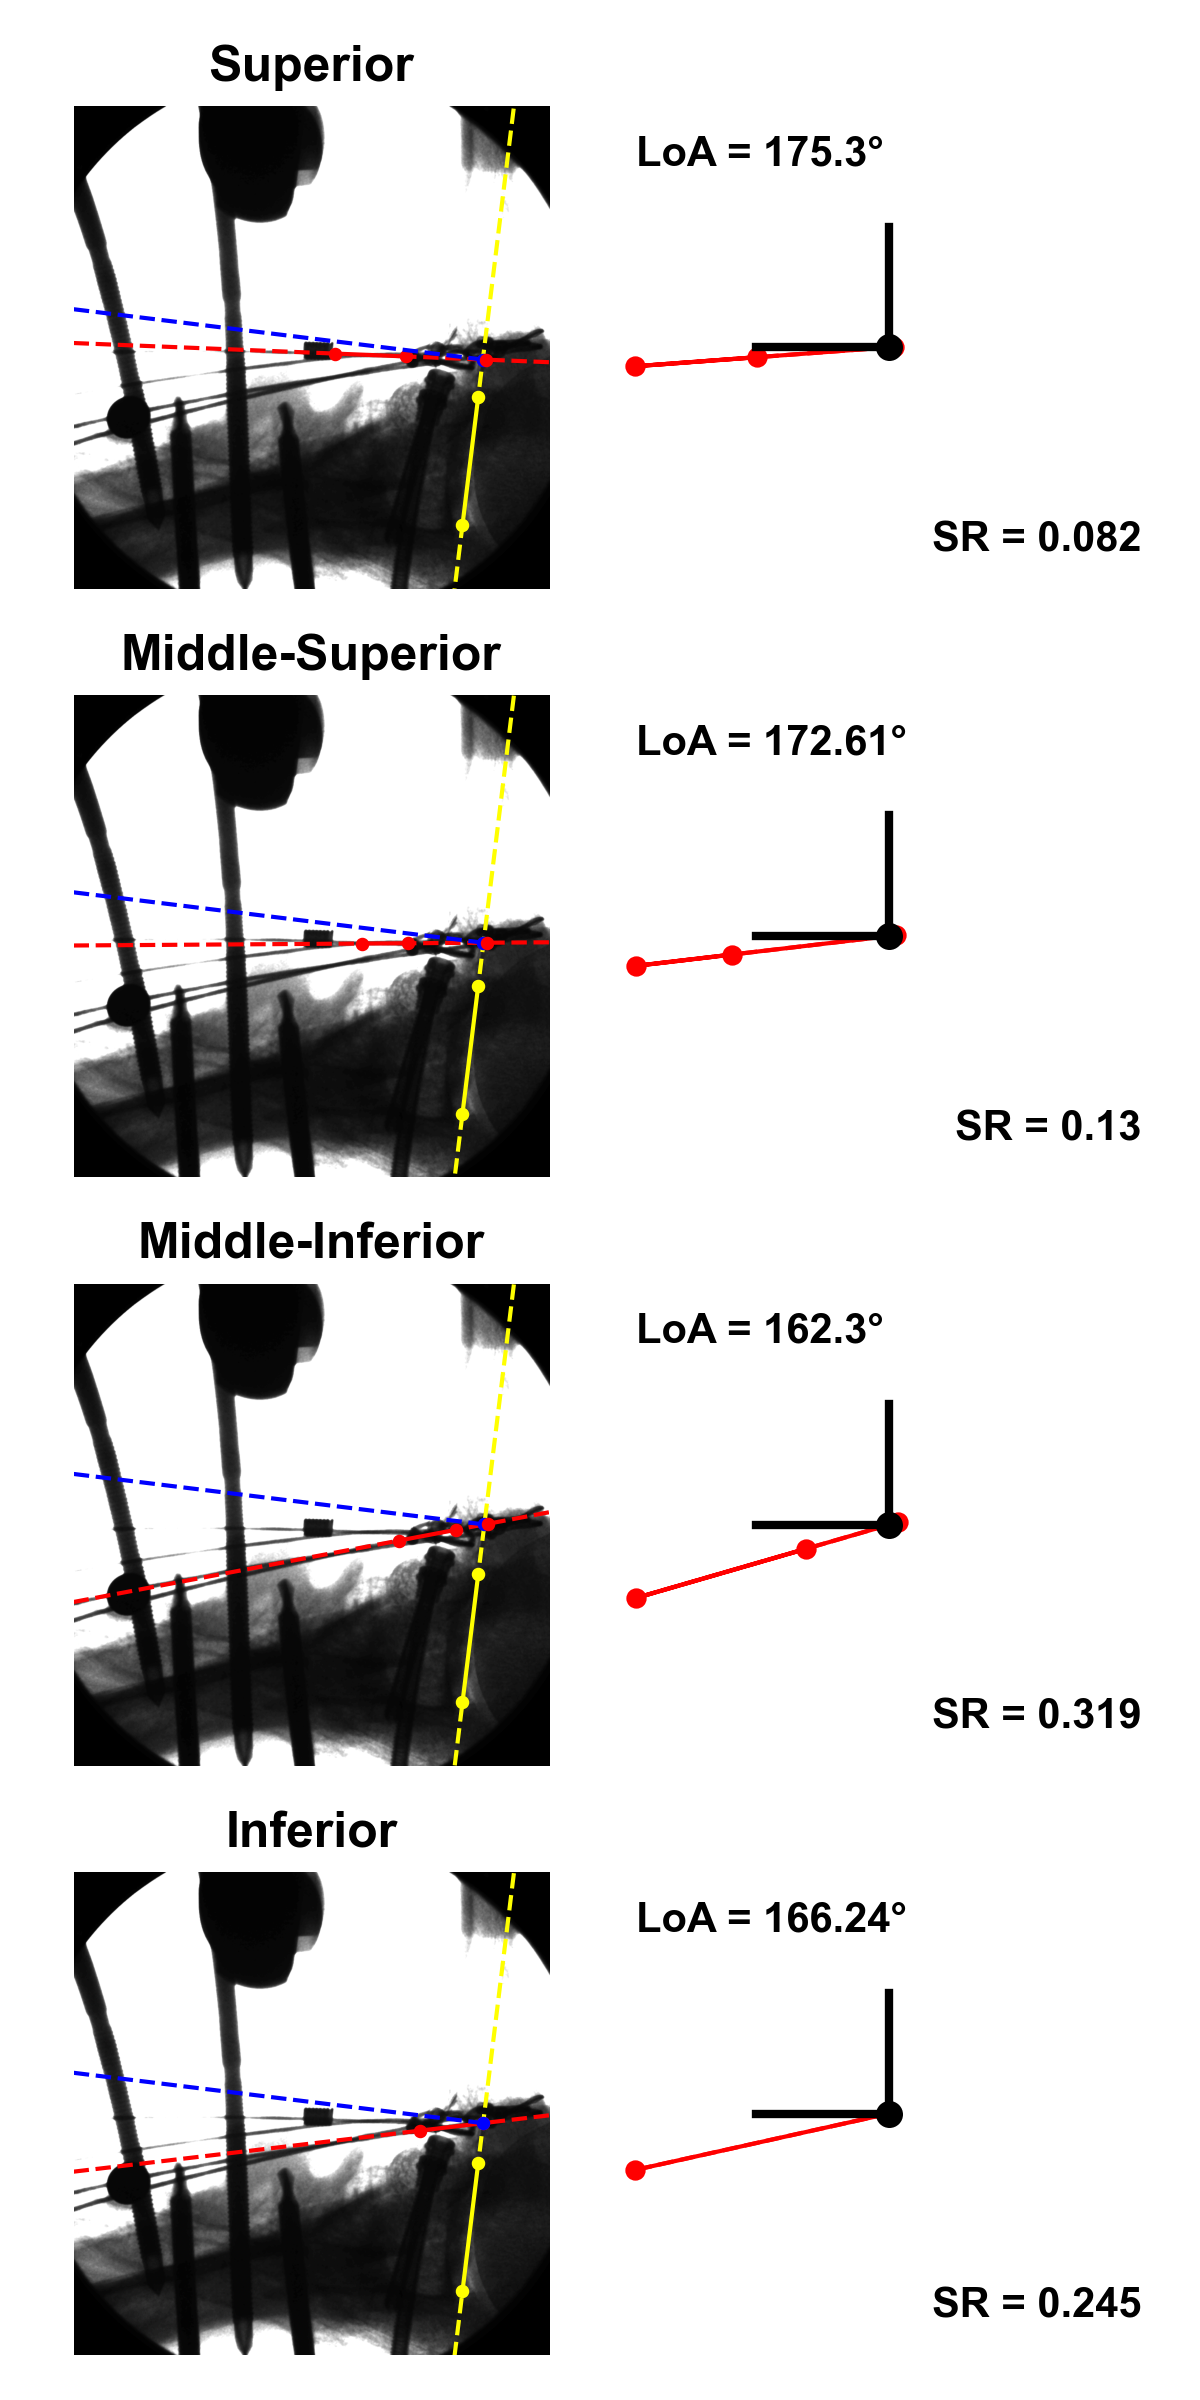 Superior
LoA = 175.3°
SR = 0.082
Middle-Superior
LoA = 172.61°
SR = 0.13
Middle-Inferior
LoA = 162.3°
SR = 0.319
Inferior
LoA = 166.24°
SR = 0.245